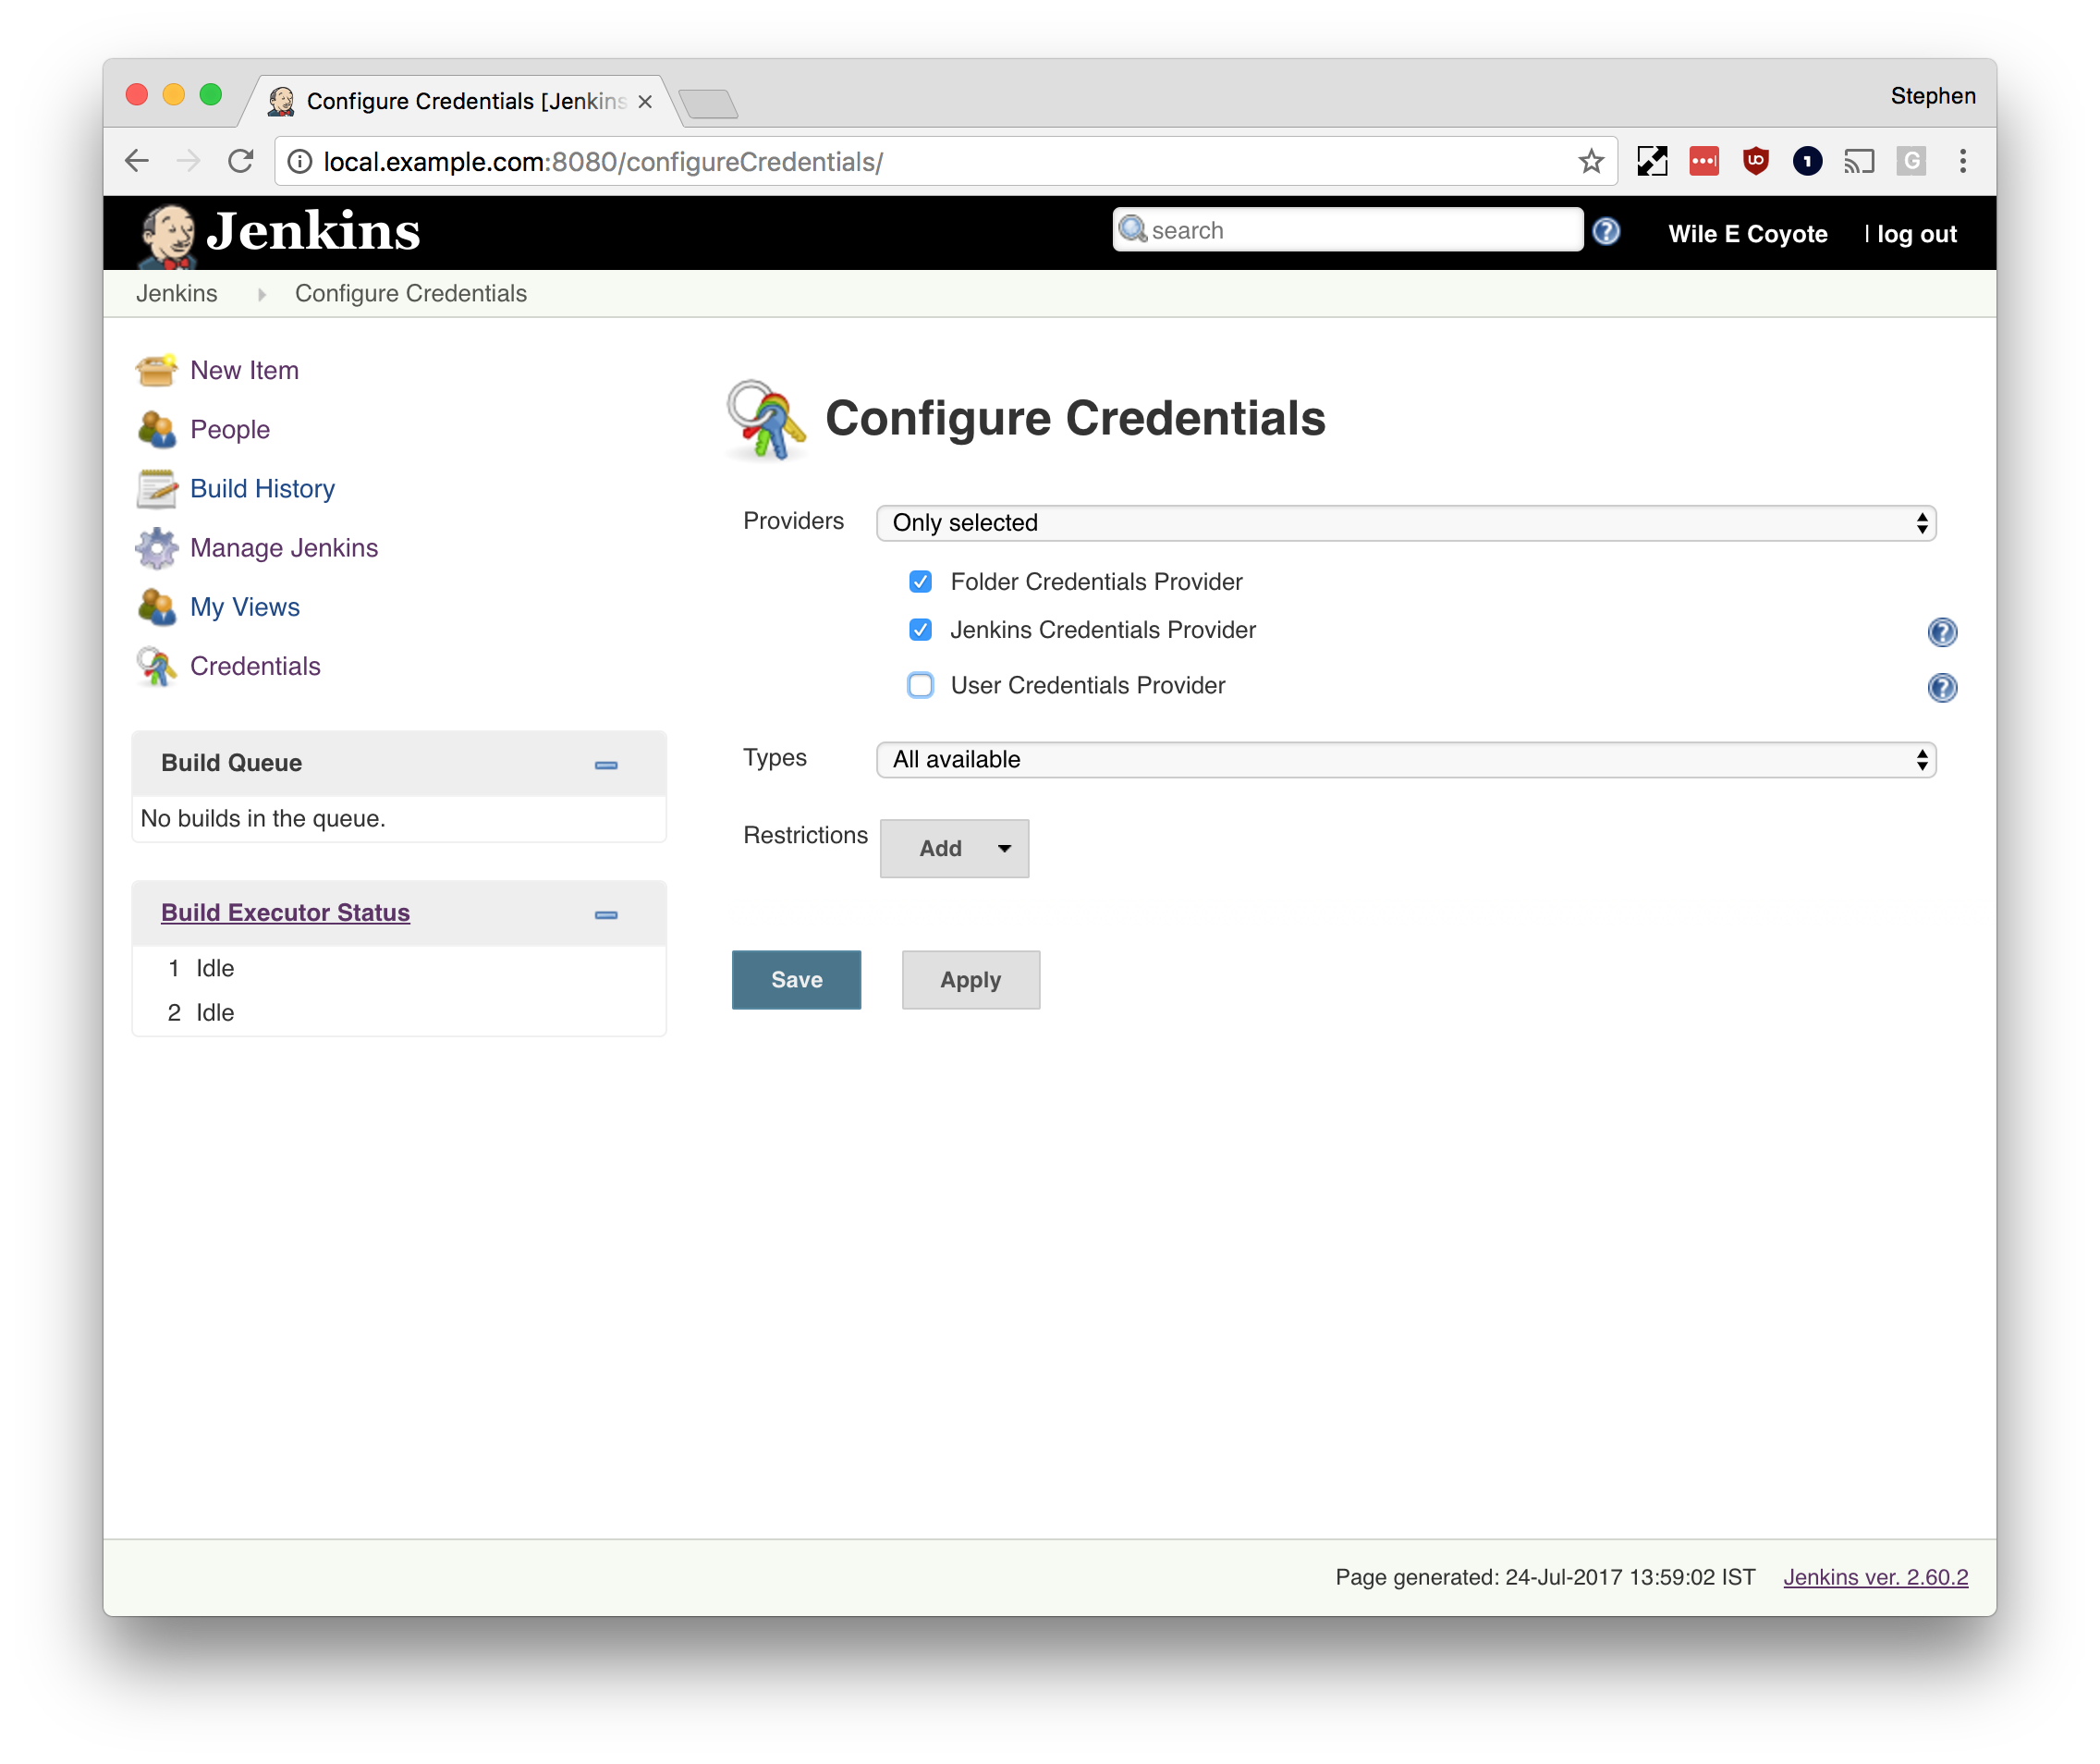 Configure Credentials [Jenkins
Stephen
local.example.com:8080/configureCredentials/
Jenkins
search
Wile E Coyote
| log out
Jenkins
Configure Credentials
New Item
People
Build History
Manage Jenkins
My Views
Credentials
Build Queue
No builds in the queue.
Build Executor Status
1 Idle
2 Idle
Configure Credentials
Providers
Only selected
Folder Credentials Provider
Jenkins Credentials Provider
User Credentials Provider
Types
All available
Restrictions
Add
Save
Apply
Page generated: 24-Jul-2017 13:59:02 IST
Jenkins ver. 2.60.2